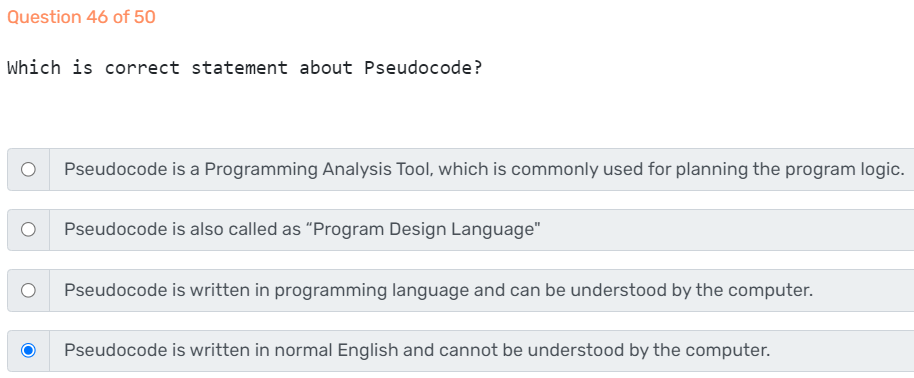 Question 46 of 50
Which is correct statement about Pseudocode?
Pseudocode is a Programming Analysis Tool, which is commonly used for planning the program logic.
Pseudocode is also called as “Program Design Language"
Pseudocode is written in programming language and can be understood by the computer.
Pseudocode is written in normal English and cannot be understood by the computer.